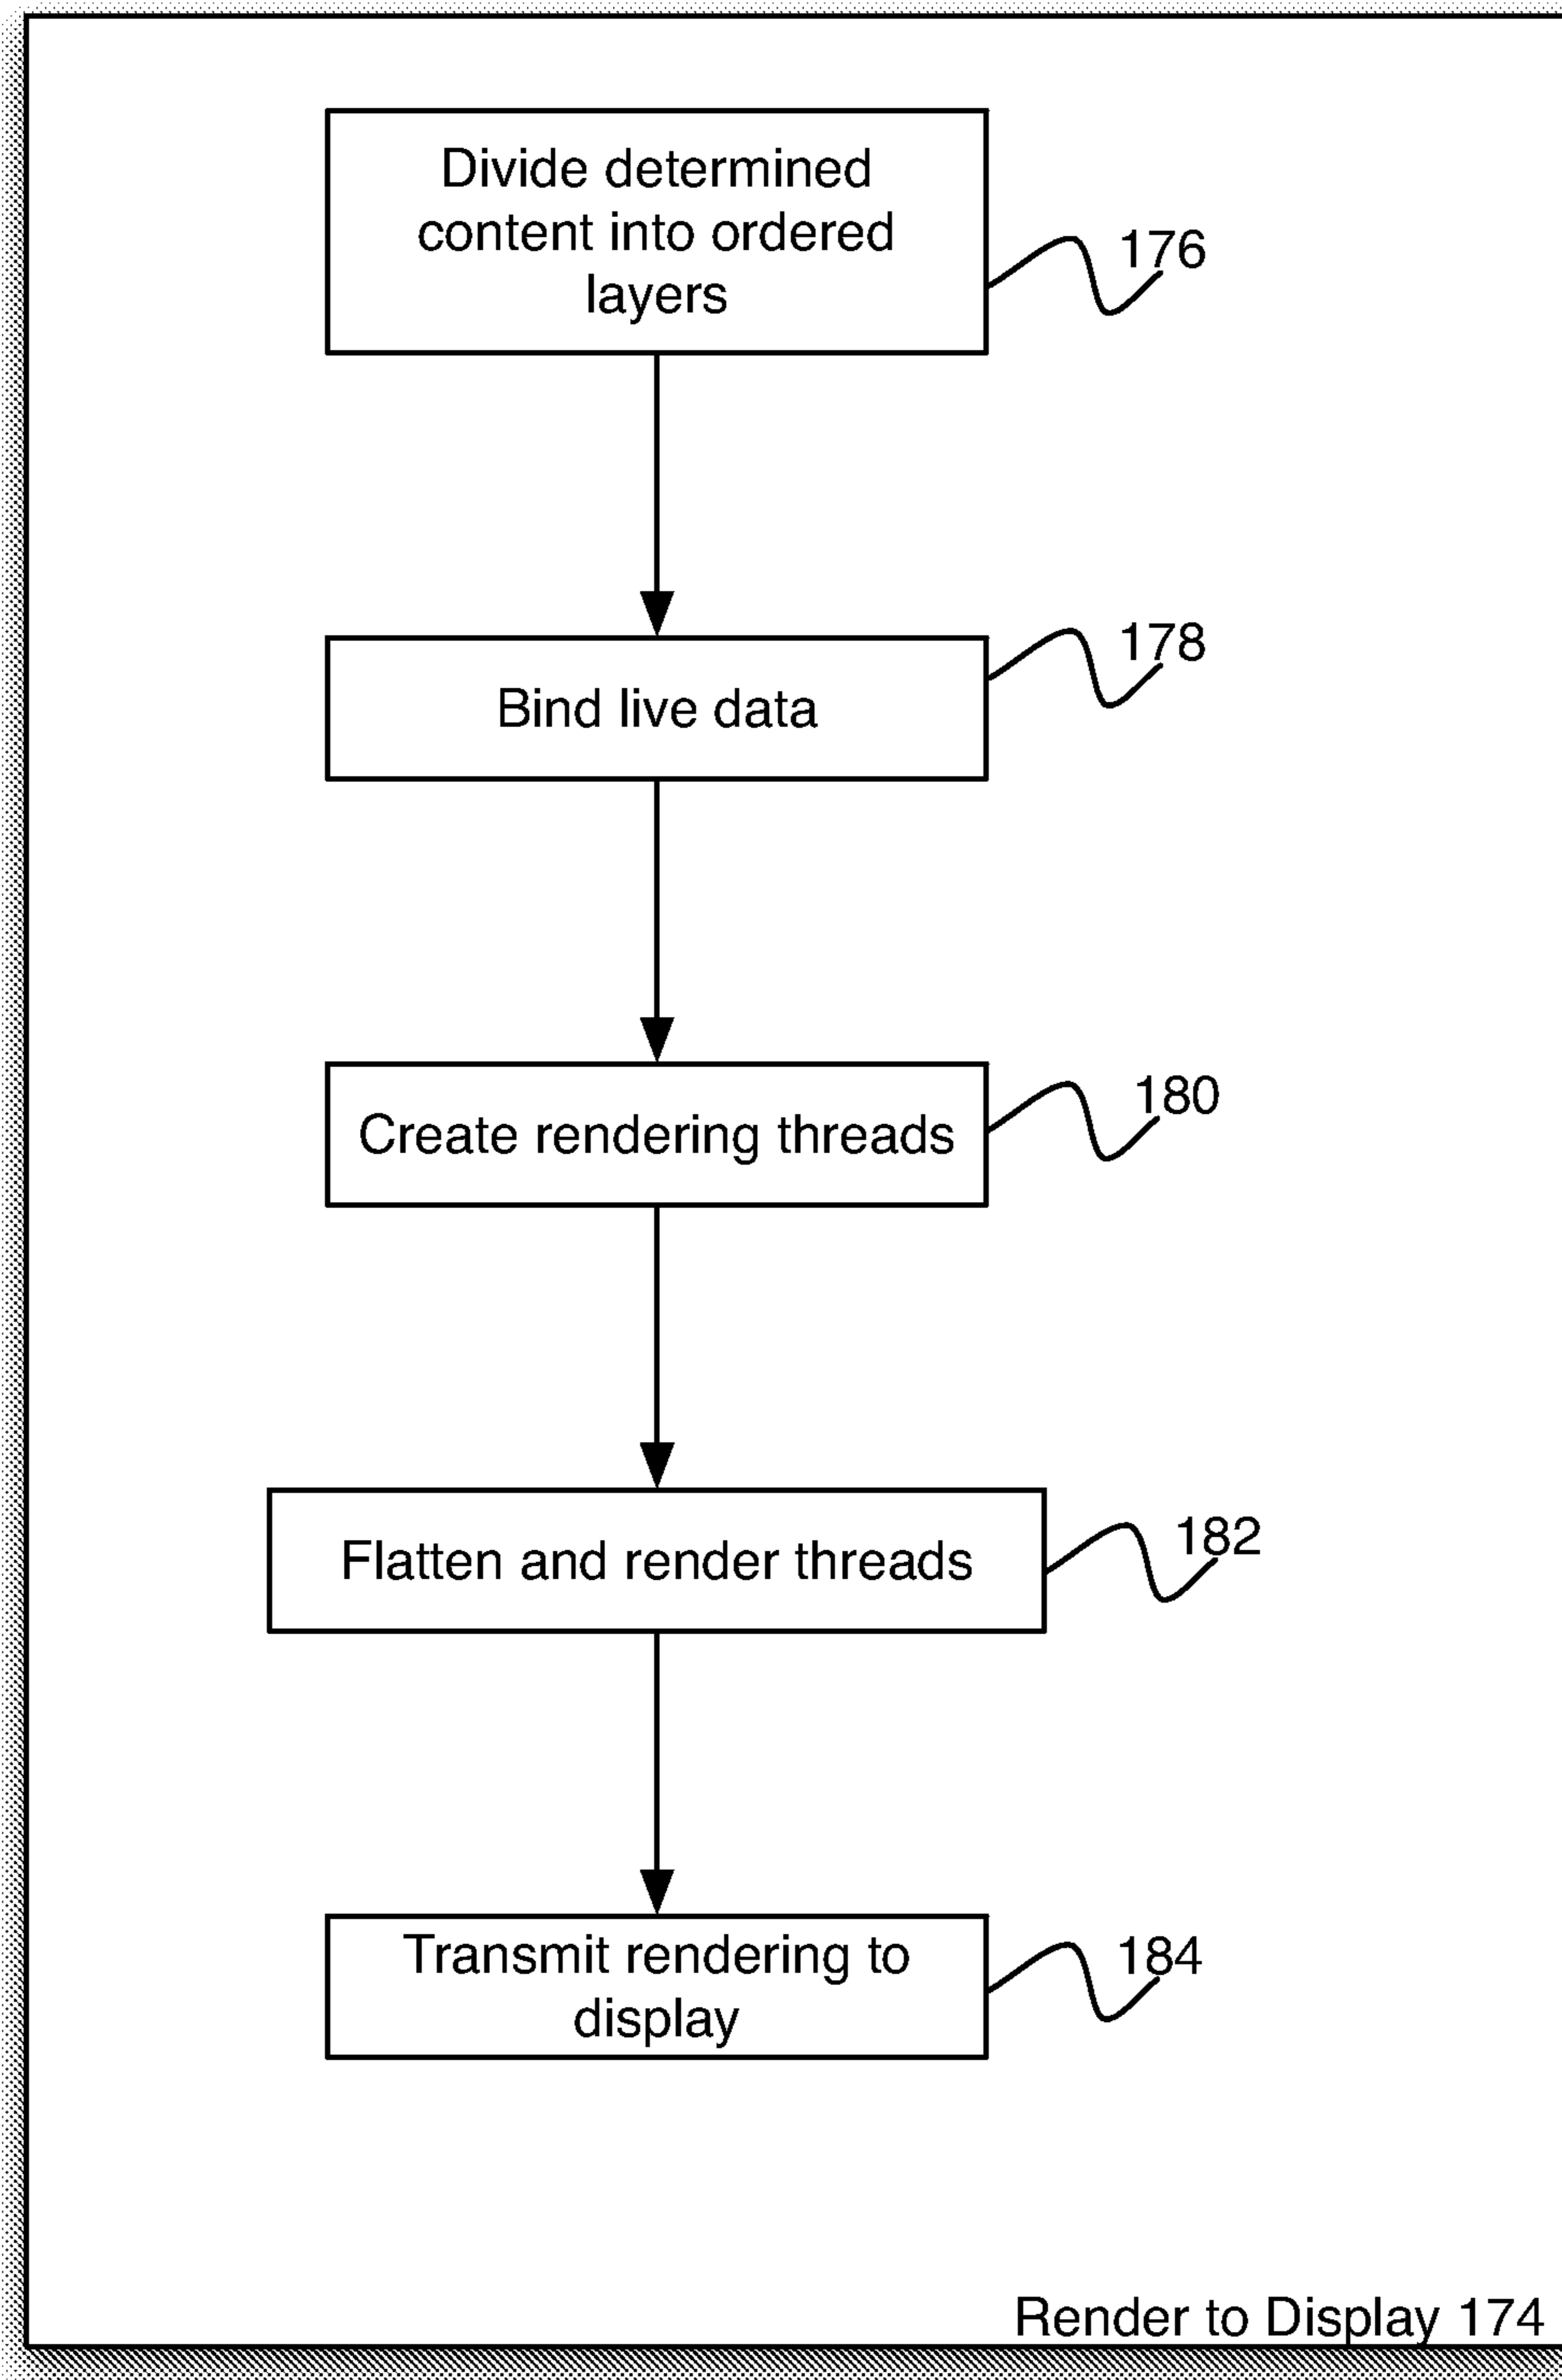 Divide determined
content into ordered
layers
176
Bind live data
178
Create rendering threads
180
Flatten and render threads
182
Transmit rendering to
display
184
Render to Display 174